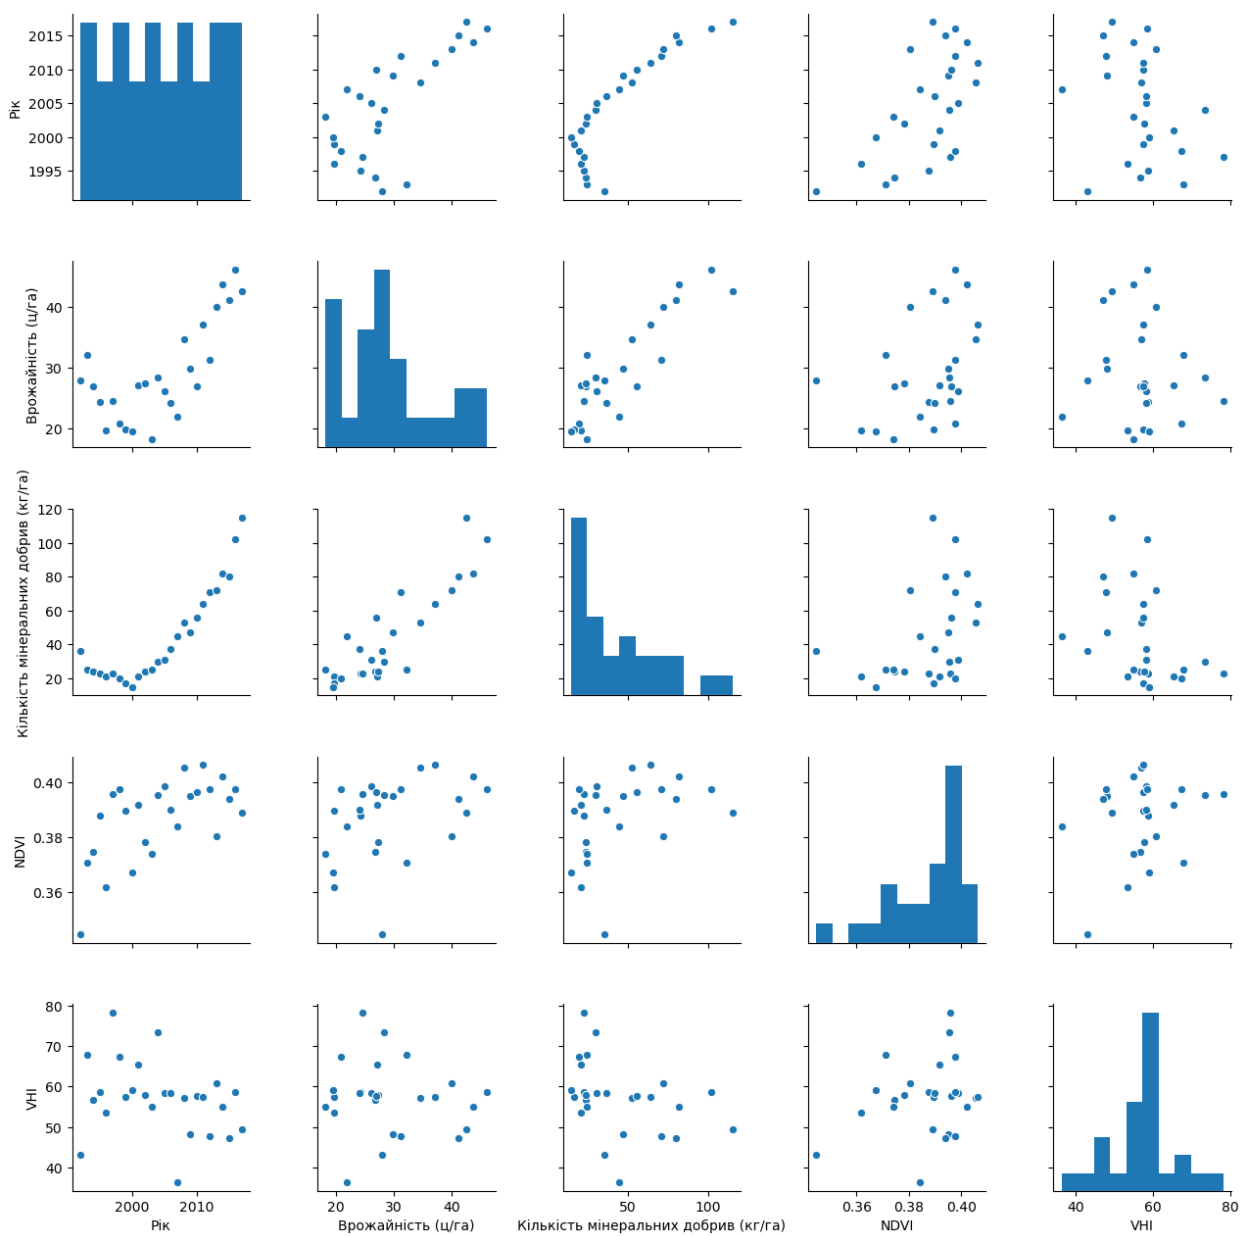 Рік
2015
2010
2005
2000
1995
Врожайність (ц/га)
40
30
20
Кількість мінеральних добрив (кг/га)
120
100
80
60
40
20
NDVI
0.40
0.38
0.36
VHI
80
70
60
50
40
2000 2010
Рік
20 30 40
Врожайність (ц/га)
50 100
Кількість мінеральних добрив (кг/га)
0.36 0.38 0.40
NDVI
40 60 80
VHI